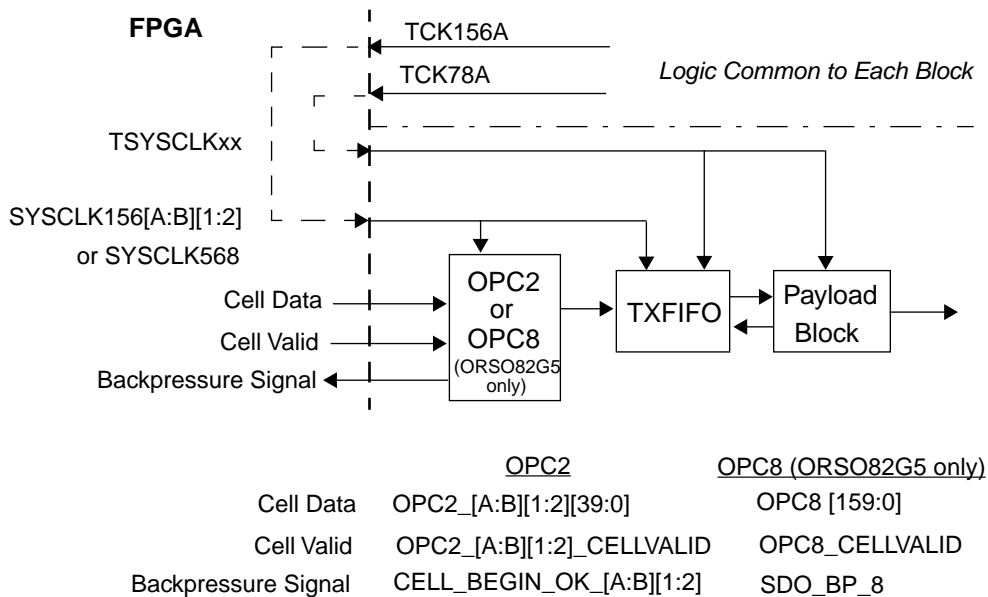 FPGA
TCK156A
TCK78A
Logic Common to Each Block
TSYSCLKxx
SYSCLK156[A:B][1:2]
or SYSCLK568
Cell Data
Cell Valid
Backpressure Signal
OPC2
or
OPC8
(ORSO82G5
only)
TXFIFO
Payload
Block
OPC2 OPC8 (ORSO82G5 only)
Cell Data OPC2_[A:B][1:2][39:0] OPC8 [159:0]
Cell Valid OPC2_[A:B][1:2]_CELLVALID OPC8_CELLVALID
Backpressure Signal CELL_BEGIN_OK_[A:B][1:2] SDO_BP_8